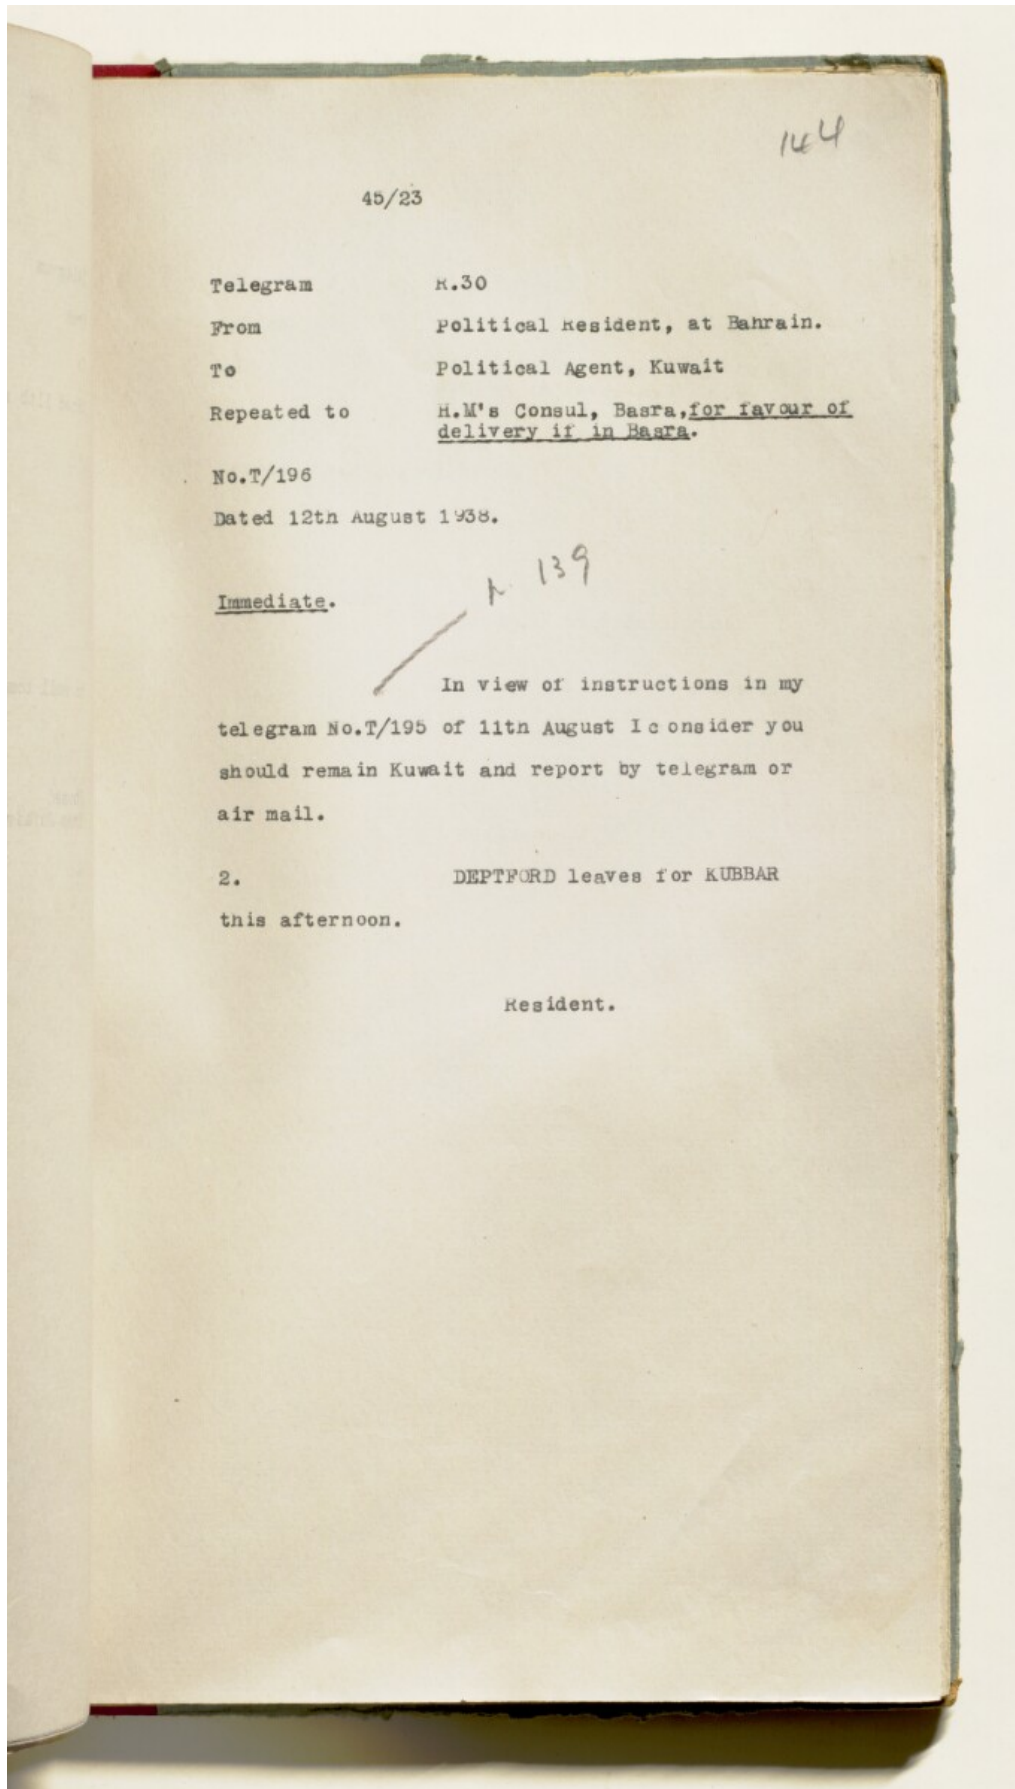 144
45/23
Telegram R.30
From Political Resident, at Bahrain.
To Political Agent, Kuwait
Repeated to H.M's Consul, Basra, for favour of
delivery if in Basra.
No.T/196
Dated 12th August 1938.
139
Immediate.
In view of instructions in my
telegram No.T/195 of 11th August I consider you
should remain Kuwait and report by telegram or
air mail.
2. DEPTFORD leaves for KUBBAR
this afternoon.
Resident.